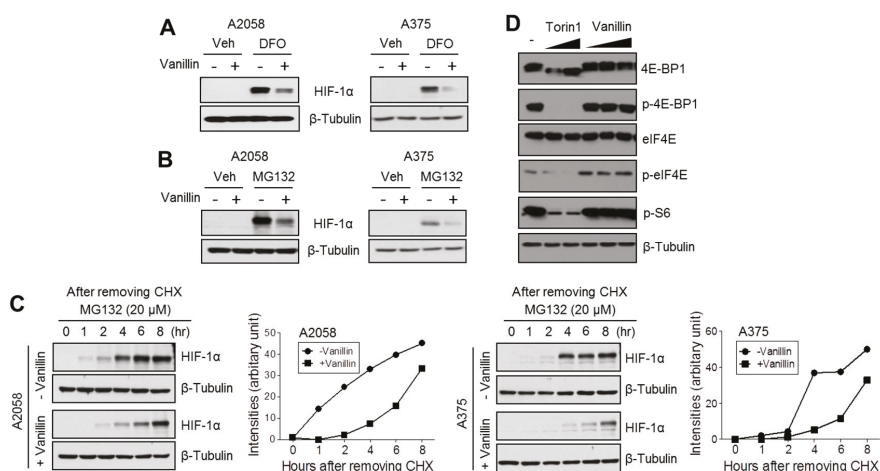 A
A2058
A375
Veh DFO
Veh DFO
Vanillin - + - +
- + - +
HIF-1α
β-Tubulin
B
A2058
A375
Veh MG132
Veh MG132
Vanillin - + - +
- + - +
HIF-1α
β-Tubulin
D
Torin1 Vanillin
-
4E-BP1
p-4E-BP1
eIF4E
p-eIF4E
p-S6
β-Tubulin
C
After removing CHX
MG132 (20 μM)
0 1 2 4 6 8 (hr)
A2058
- Vanillin
HIF-1α
β-Tubulin
+ Vanillin
HIF-1α
β-Tubulin
A2058
-Vanillin
+Vanillin
Intensities (arbitary unit)
50
40
30
20
10
0
0 1 2 4 6 8
Hours after removing CHX
After removing CHX
MG132 (20 μM)
0 1 2 4 6 8 (hr)
A375
- Vanillin
HIF-1α
β-Tubulin
+ Vanillin
HIF-1α
β-Tubulin
A375
-Vanillin
+Vanillin
Intensities (arbitary unit)
60
40
20
0
0 1 2 4 6 8
Hours after removing CHX